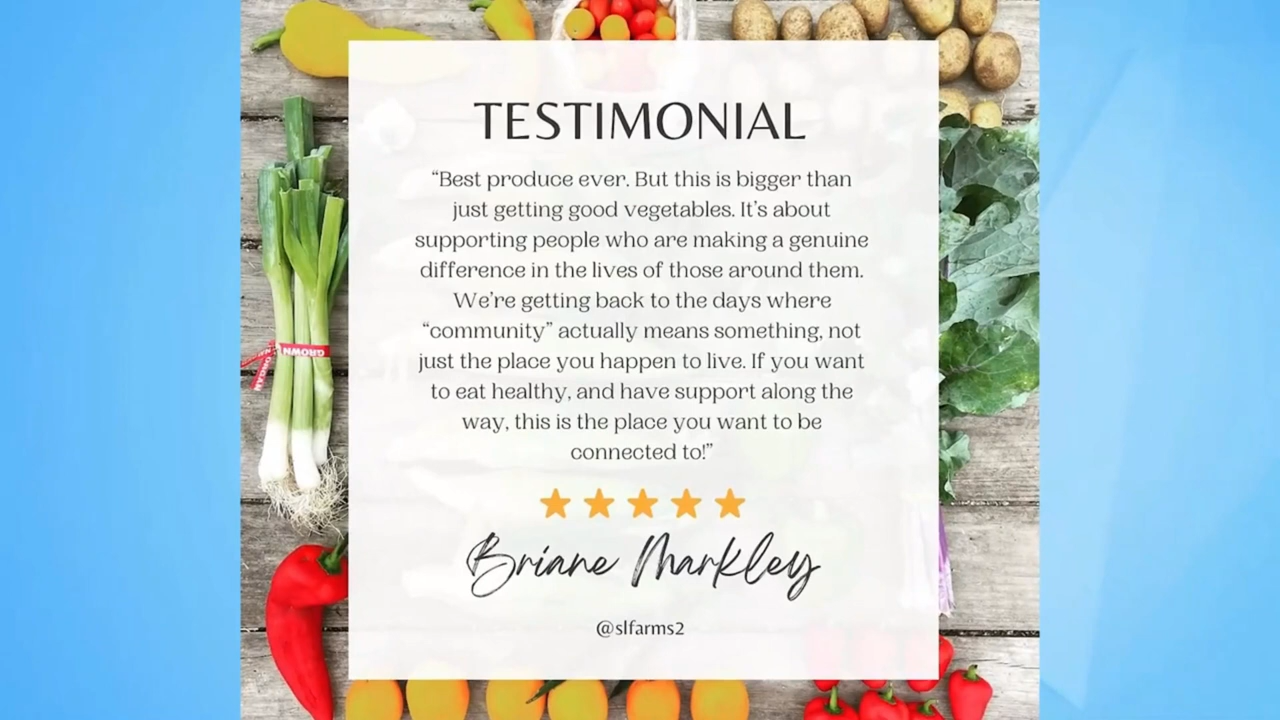 TESTIMONIAL
“Best produce ever. But this is bigger than
just getting good vegetables. It’s about
supporting people who are making a genuine
difference in the lives of those around them.
We’re getting back to the days where
“community” actually means something, not
just the place you happen to live. If you want
to eat healthy, and have support along the
way, this is the place you want to be
connected to!”
Briane Markley
@slfarms2
GROWN